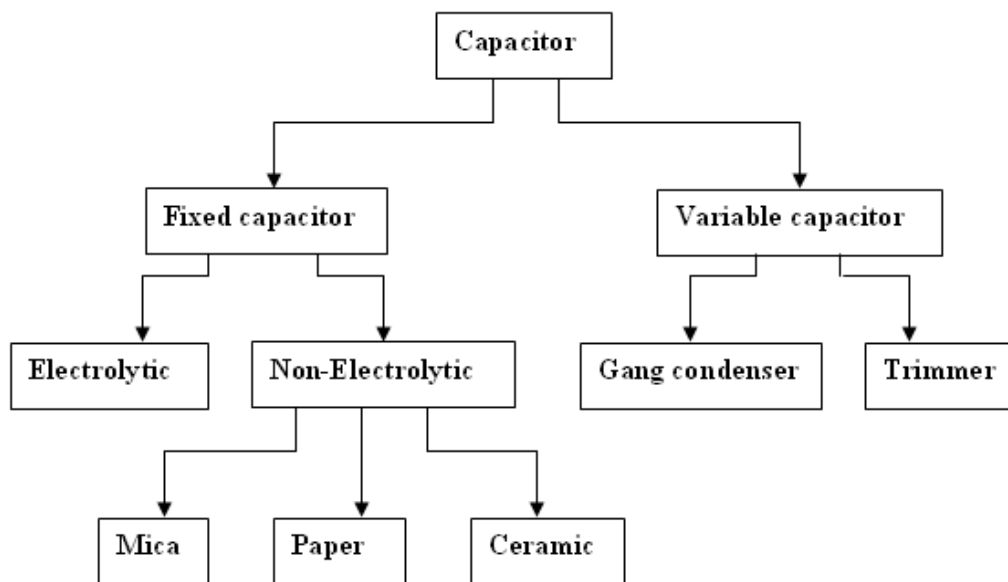 Capacitor
Fixed capacitor
Variable capacitor
Electrolytic
Non-Electrolytic
Gang condenser
Trimmer
Mica
Paper
Ceramic